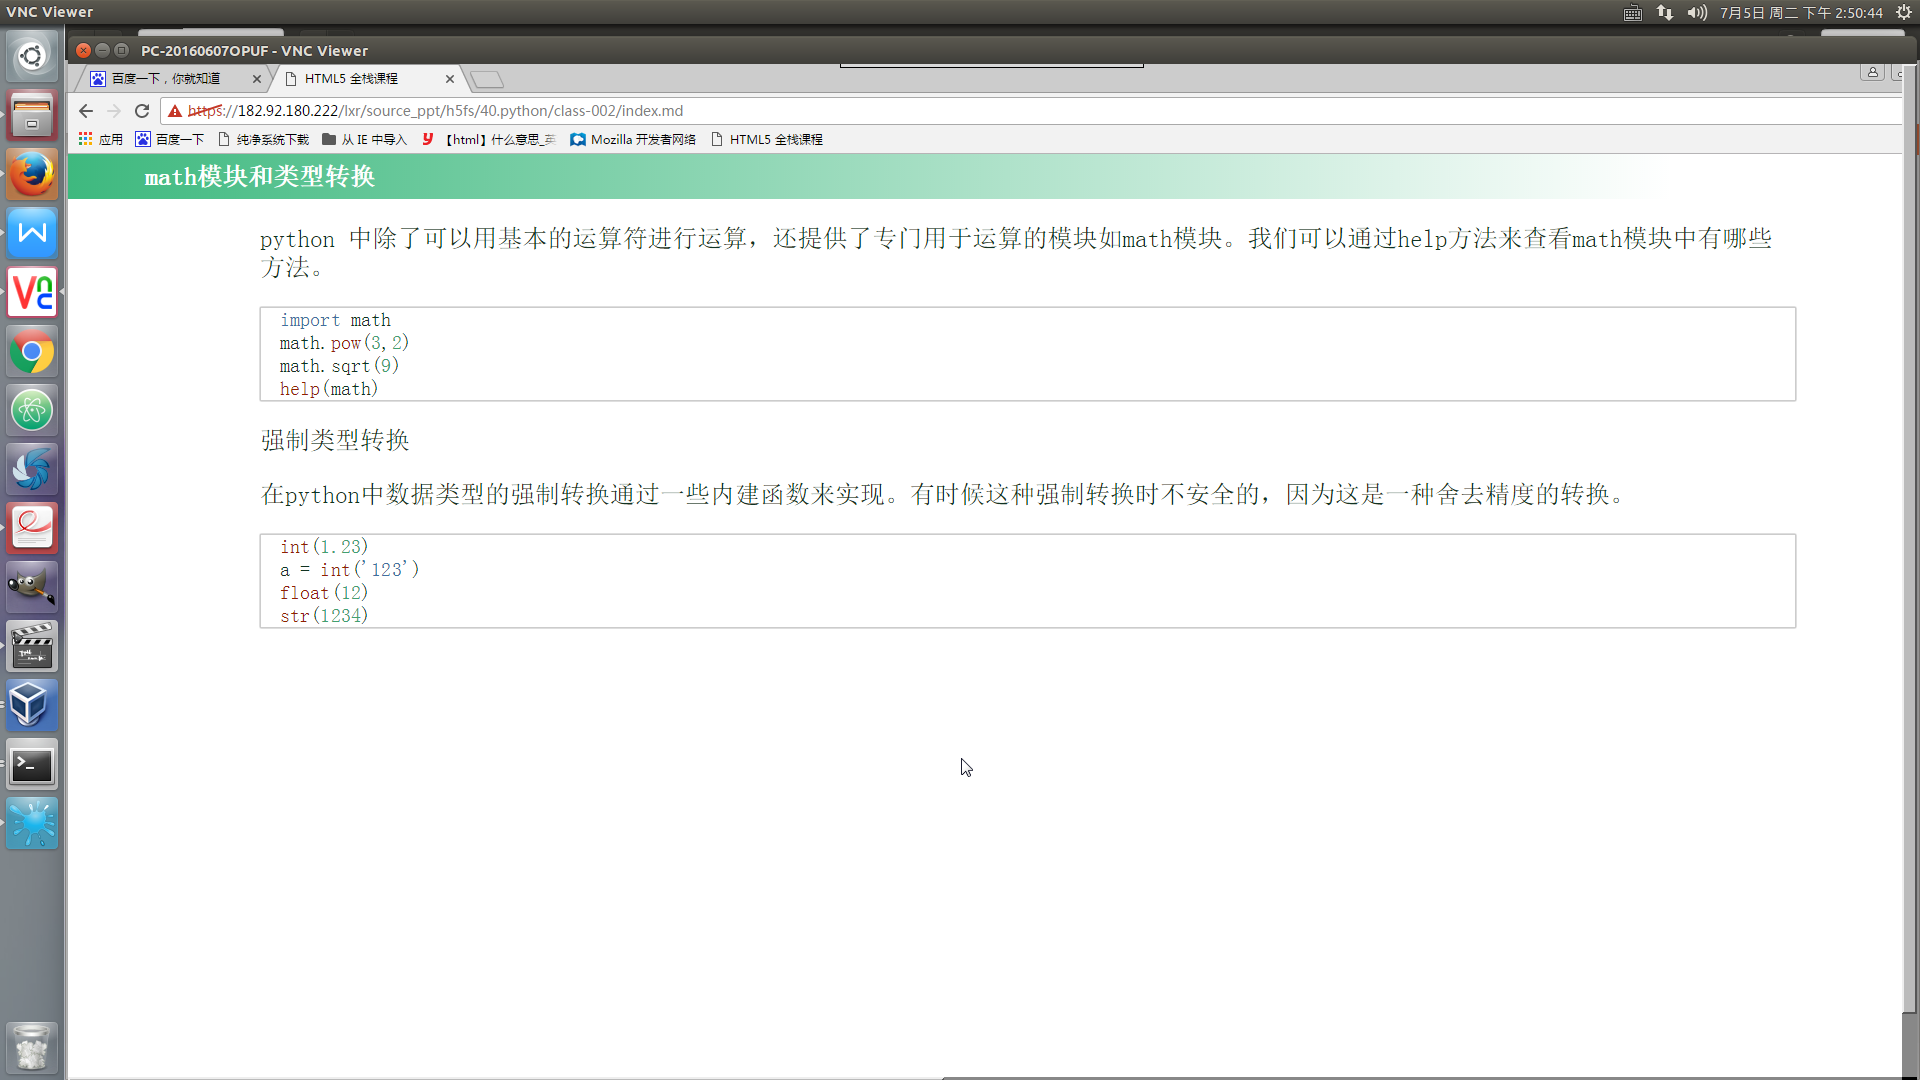 VNC Viewer
7月5日 周二 下午 2:50:44
PC-20160607OPUF - VNC Viewer
百度一下，你就知道
HTML5 全栈课程
https://182.92.180.222/lxr/source_ppt/h5fs/40.python/class-002/index.md
应用 百度一下 纯净系统下载 从 IE 中导入 【html】什么意思_英 Mozilla 开发者网络 HTML5 全栈课程
math模块和类型转换
python 中除了可以用基本的运算符进行运算，还提供了专门用于运算的模块如math模块。我们可以通过help方法来查看math模块中有哪些
方法。
import math
math.pow(3,2)
math.sqrt(9)
help(math)
强制类型转换
在python中数据类型的强制转换通过一些内建函数来实现。有时候这种强制转换时不安全的，因为这是一种舍去精度的转换。
int(1.23)
a = int('123')
float(12)
str(1234)